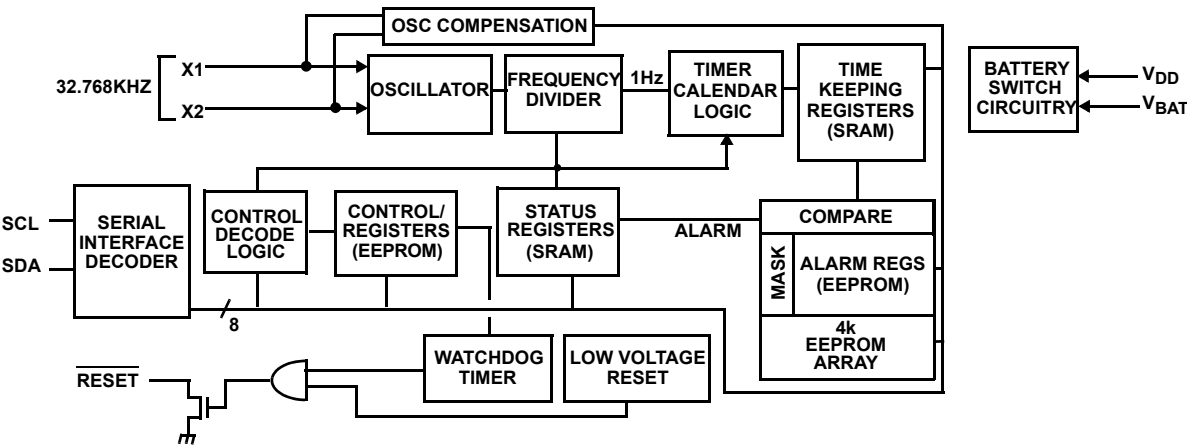 OSC COMPENSATION
32.768KHZ
X1
X2
OSCILLATOR
FREQUENCY
DIVIDER
1Hz
TIMER
CALENDAR
LOGIC
TIME
KEEPING
REGISTERS
(SRAM)
BATTERY
SWITCH
CIRCUITRY
VDD
VBAT
SCL
SDA
SERIAL
INTERFACE
DECODER
CONTROL
DECODE
LOGIC
CONTROL/
REGISTERS
(EEPROM)
STATUS
REGISTERS
(SRAM)
ALARM
COMPARE
MASK
ALARM REGS
(EEPROM)
4k
EEPROM
ARRAY
8
WATCHDOG
TIMER
LOW VOLTAGE
RESET
RESET